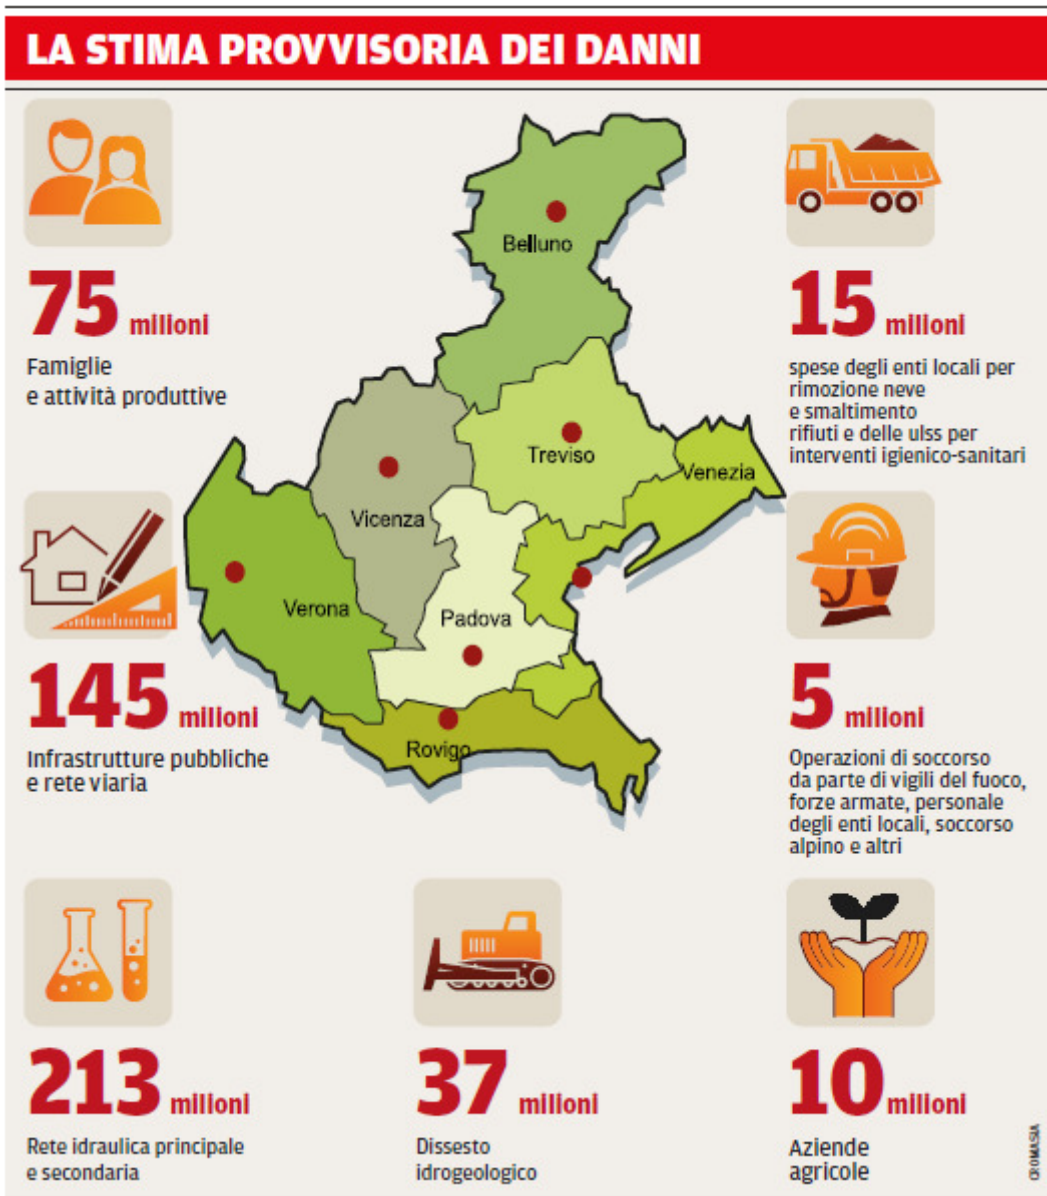 LA STIMA PROVVISORIA DEI DANNI
75 milioni
Famiglie
e attività produttive
145 milioni
Infrastrutture pubbliche
e rete viaria
Belluno
Treviso
Venezia
Vicenza
Verona
Padova
Rovigo
15 milioni
spese degli enti locali per
rimozione neve
e smaltimento
rifiuti e delle ulss per
interventi igienico-sanitari
5 milioni
Operazioni di soccorso
da parte di vigili del fuoco,
forze armate, personale
degli enti locali, soccorso
alpino e altri
213 milioni
Rete idraulica principale
e secondaria
37 milioni
Dissesto
idrogeologico
10 milioni
Aziende
agricole
CROMASIA